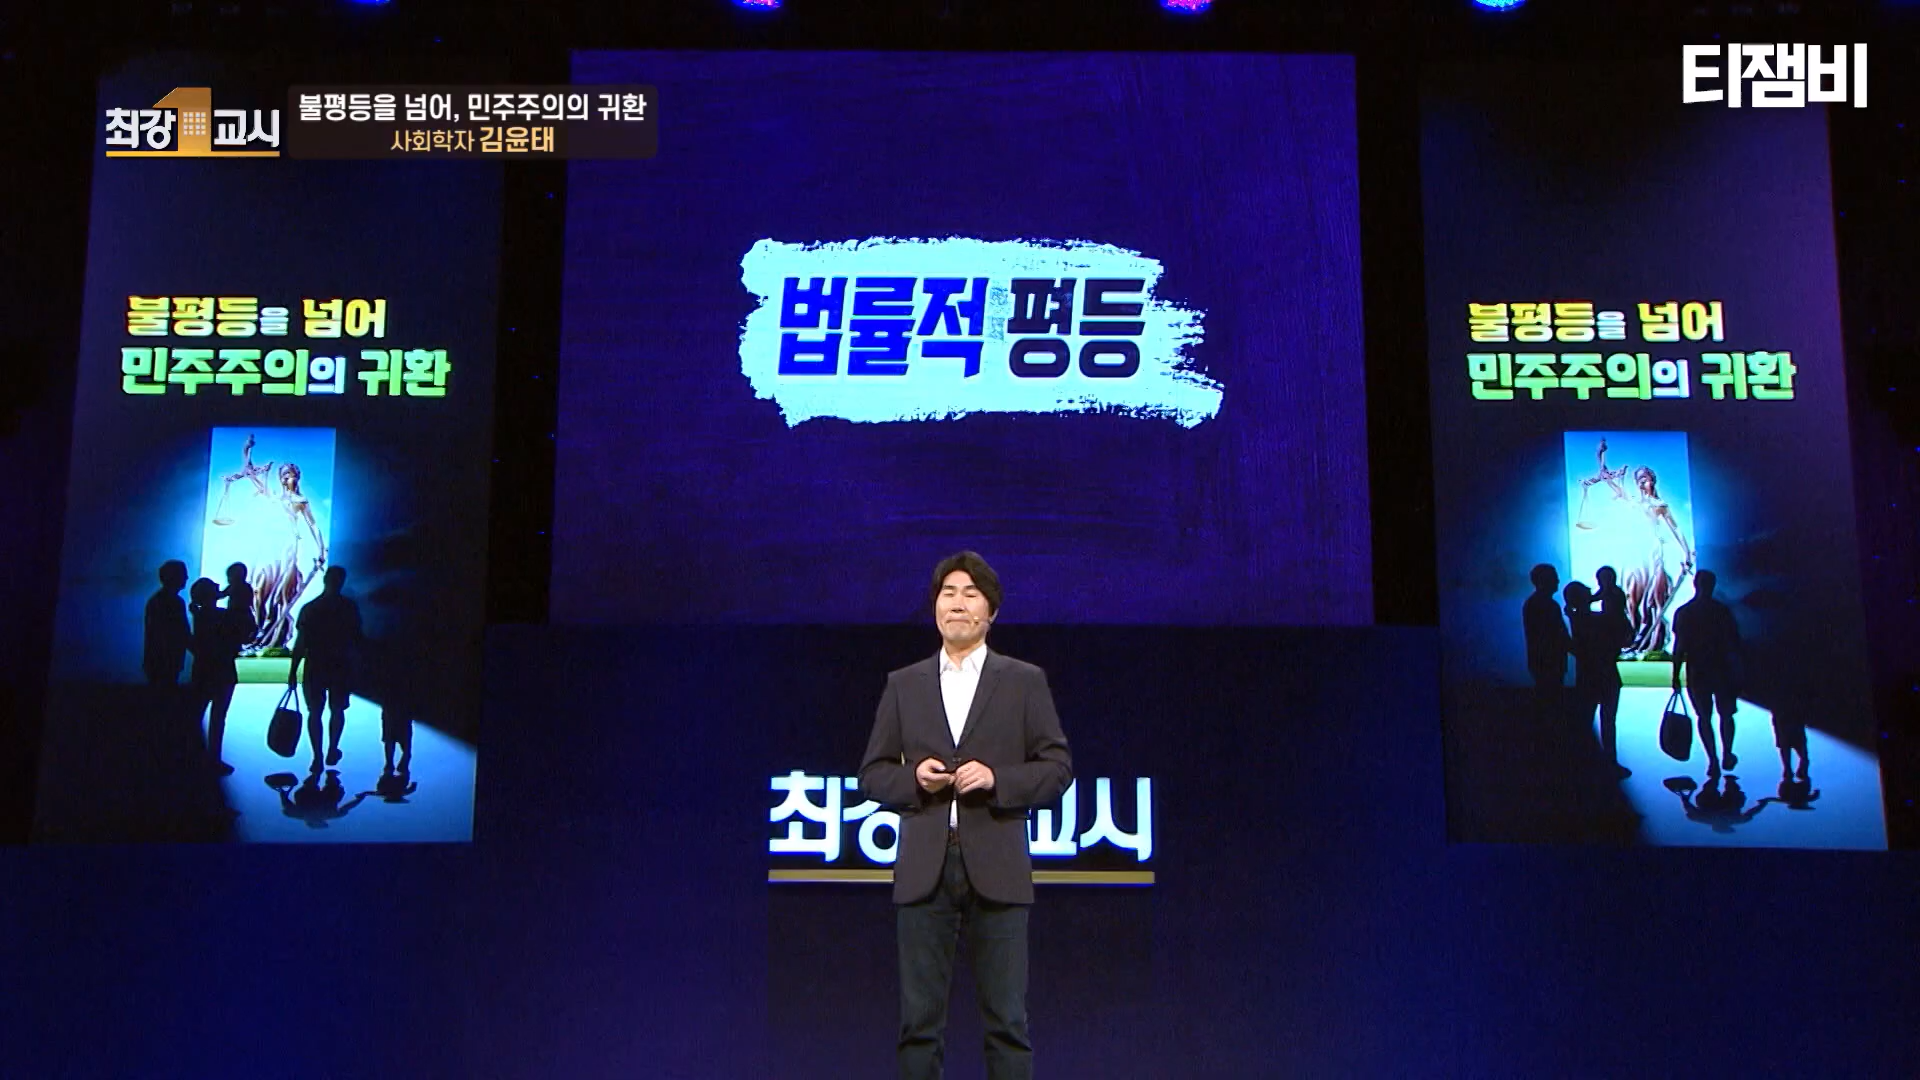 티잼비
최강1교시
불평등을 넘어, 민주주의의 귀환
사회학자 김윤태
법률적 평등
불평등을 넘어
민주주의의 귀환
불평등을 넘어
민주주의의 귀환
최강 교시